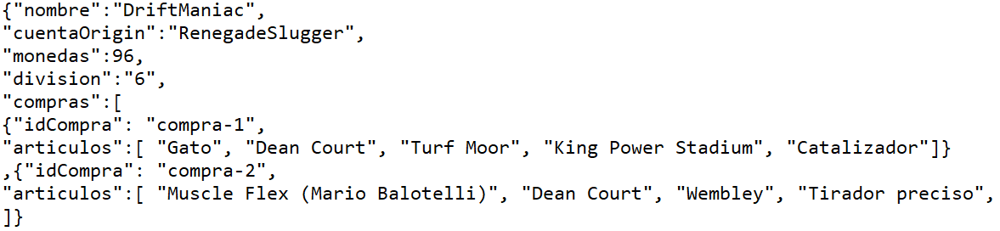 {"nombre":"DriftManiac",
"cuentaOrigin":"RenegadeSlugger",
"monedas":96,
"division":"6",
"compras":[
{"idCompra": "compra-1",
"articulos":[ "Gato", "Dean Court", "Turf Moor", "King Power Stadium", "Catalizador"]}
,{"idCompra": "compra-2",
"articulos":[ "Muscle Flex (Mario Balotelli)", "Dean Court", "Wembley", "Tirador preciso",
]}